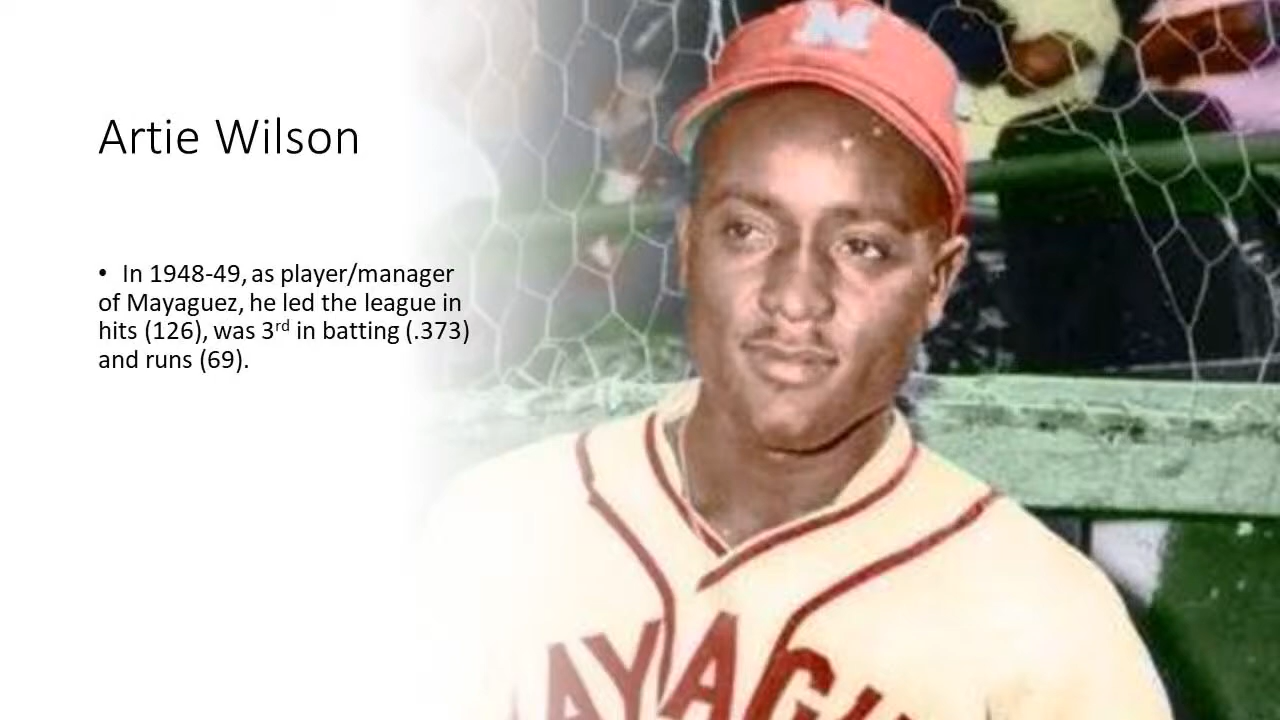 M
Artie Wilson
• In 1948-49, as player/manager
of Mayaguez, he led the league in
hits (126), was 3rd in batting (.373)
and runs (69).
AYAGU